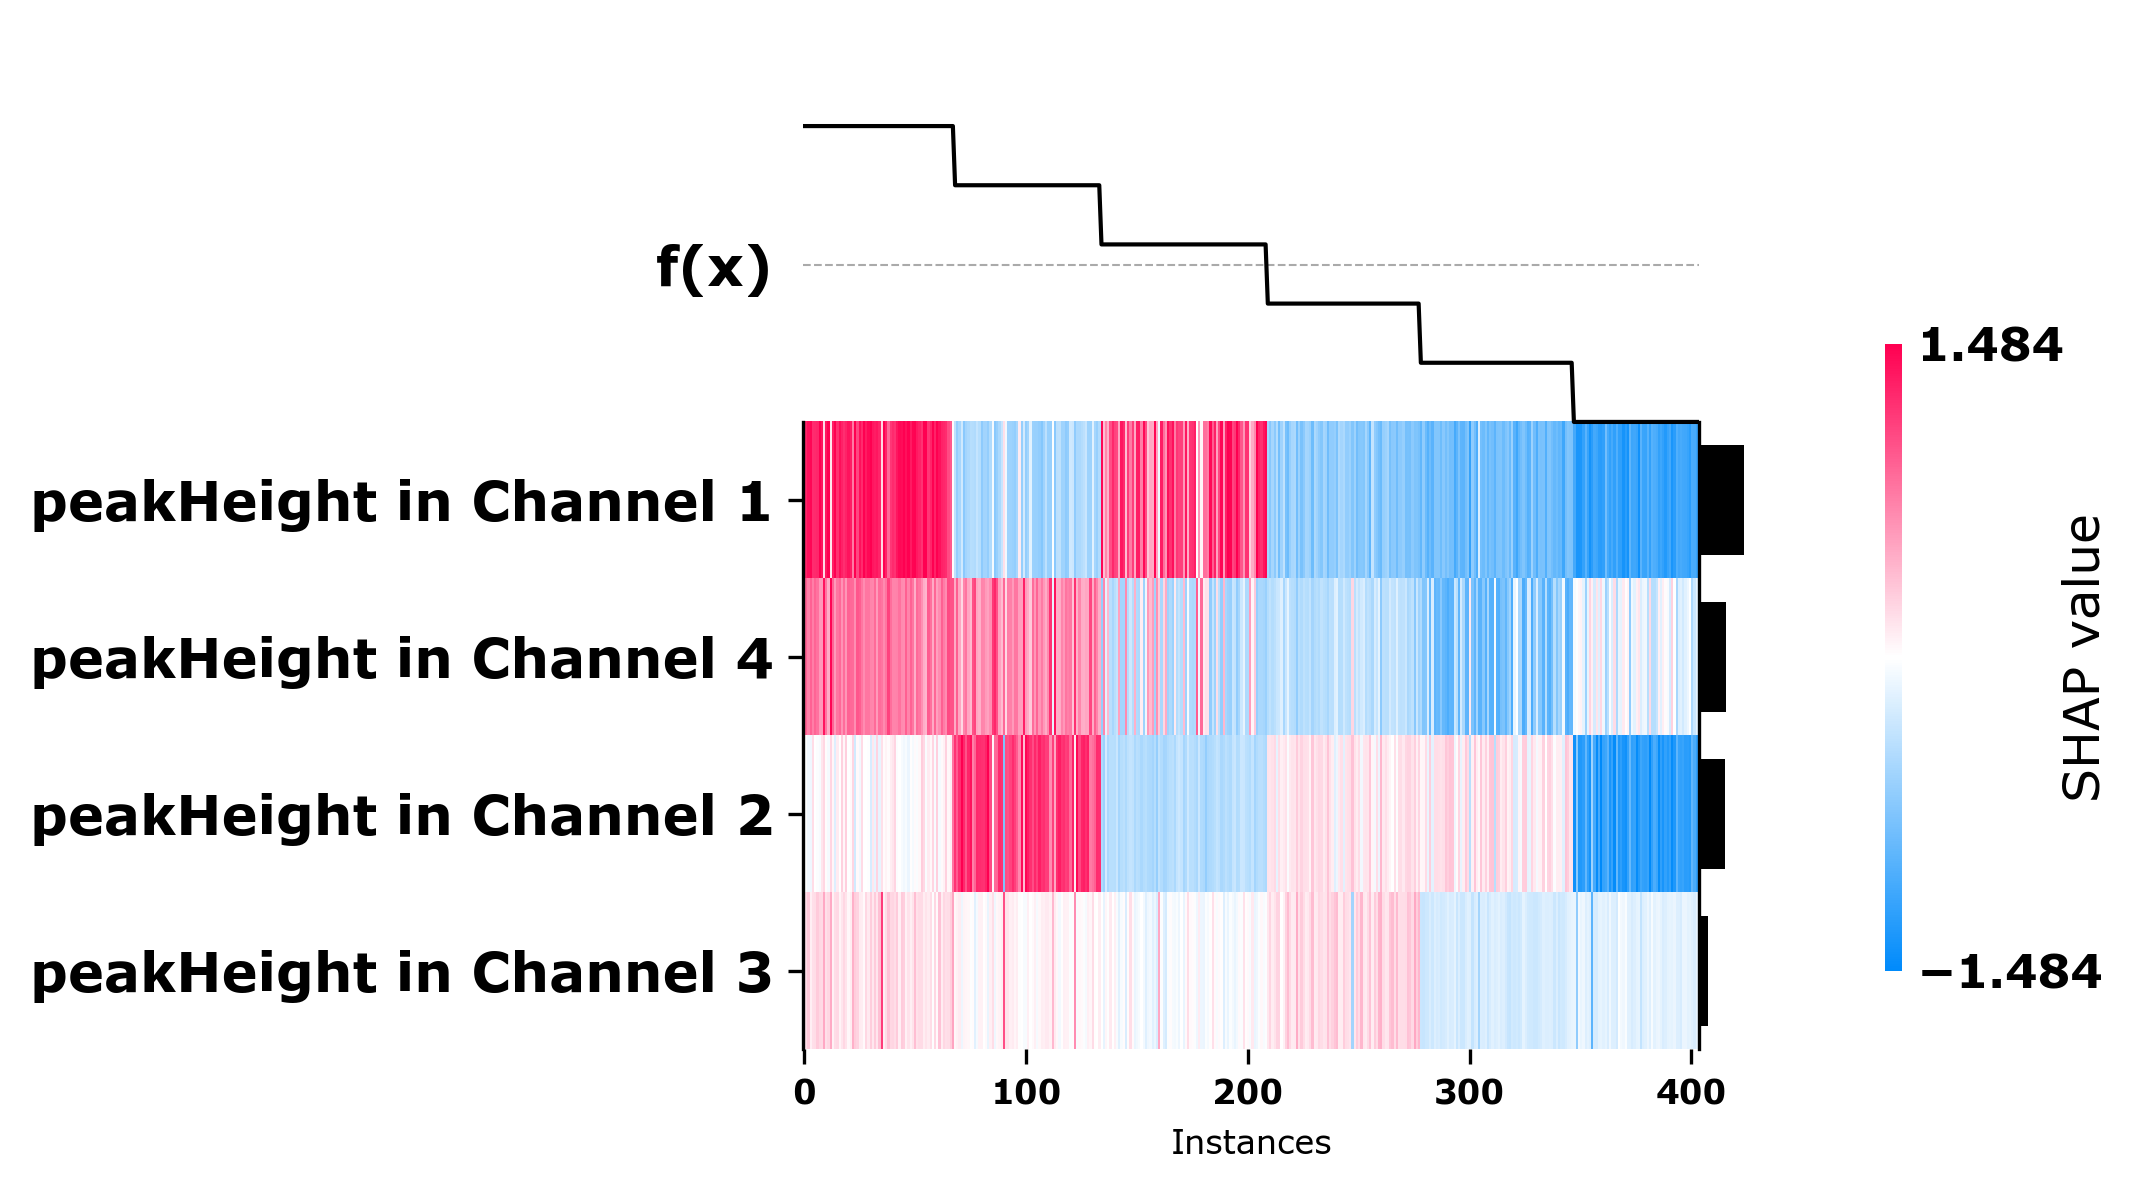 f(x)
peakHeight in Channel 1
peakHeight in Channel 4
peakHeight in Channel 2
peakHeight in Channel 3
0 100 200 300 400
Instances
1.484
−1.484
SHAP value